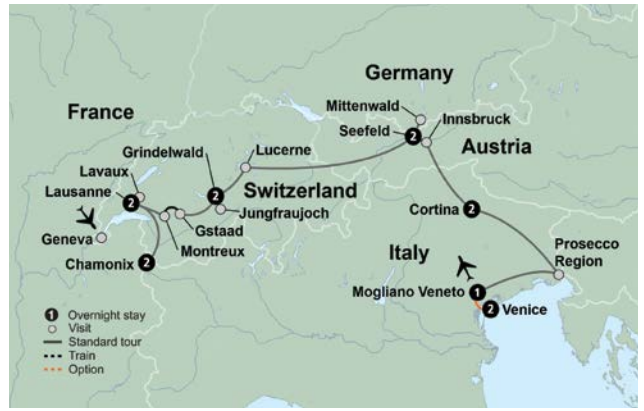 Germany
Mittenwald
France
Seefeld
2
Innsbruck
Grindelwald
Lucerne
Austria
Lavaux
Lausanne
2
2
Switzerland
Jungfraujoch
Cortina
2
Geneva
Gstaad
Montreux
Chamonix
2
Italy
Prosecco
Region
Mogliano Veneto
1
2
Venice
1 Overnight stay
Visit
Standard tour
Train
Option